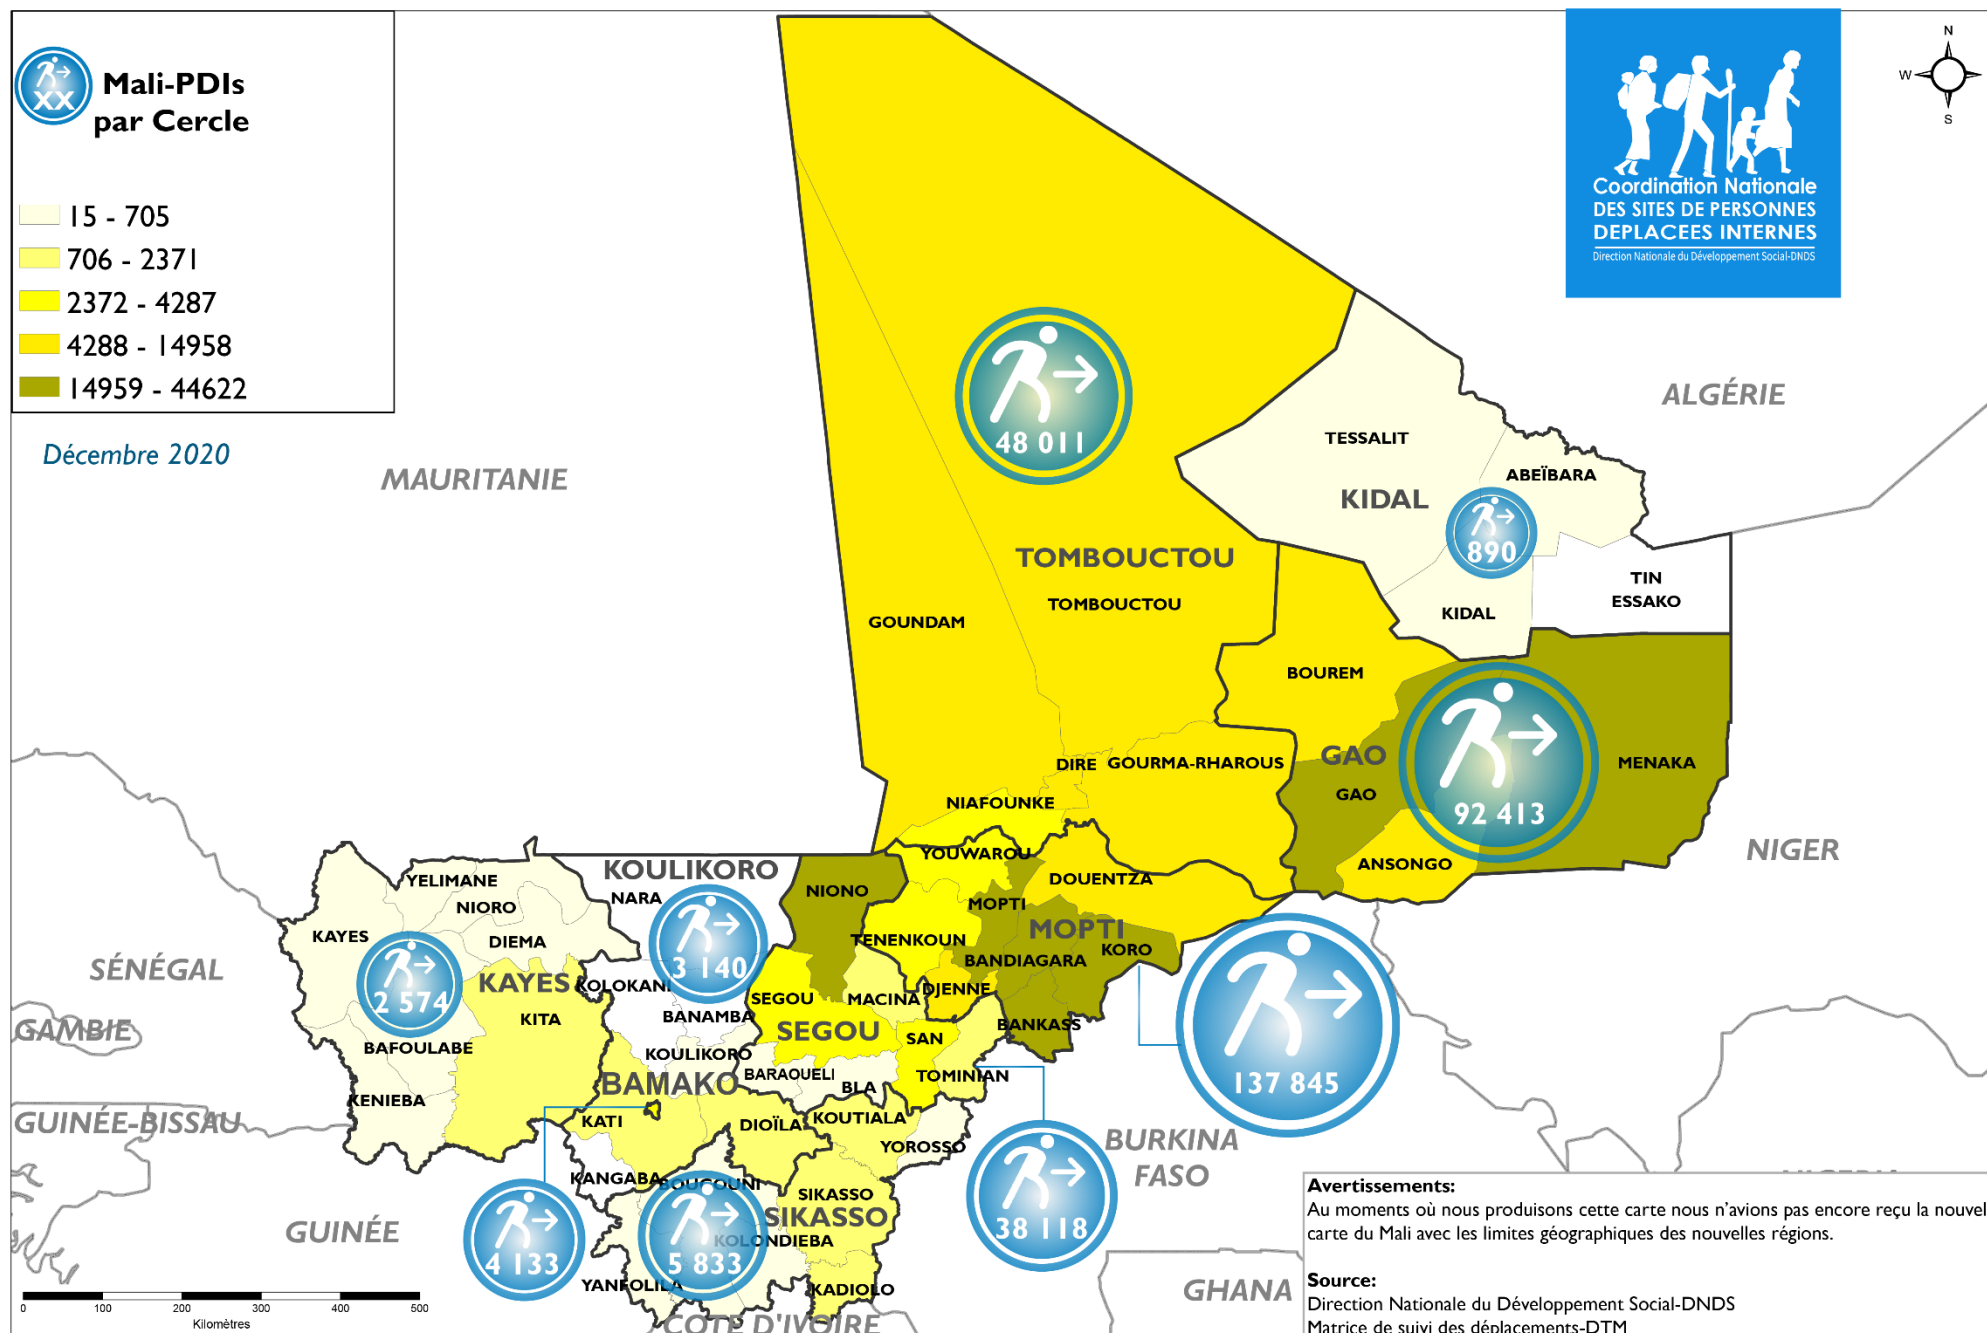 XX
Mali-PDIs
par Cercle
15 - 705
706 - 2371
2372 - 4287
4288 - 14958
14959 - 44622
Décembre 2020
Coordination Nationale
DES SITES DE PERSONNES
DEPLACEES INTERNES
Direction Nationale du Développement Social-DNDS
N
W
S
MAURITANIE
ALGÉRIE
48 011
TESSALIT
ABEÏBARA
KIDAL
890
TOMBOUCTOU
TOMBOUCTOU
GOUNDAM
KIDAL
TIN
ESSAKO
BOUREM
GAO
GAO
MENAKA
92 413
ANSONGO
NIGER
DIRE
GOURMA-RHAROUS
NIAFOUNKE
YOUWAROU
DOUENTZA
MOPTI
MOPTI
KORO
TENENKOUN
BANDIAGARA
DJENNE
BANKASS
137 845
KOULIKORO
NARA
NIONO
3 140
KOLOKANI
BANAMBA
KOULIKORO
SEGOU
MACINA
SEGOU
SAN
TOMINIAN
BARAOUELI
BLA
YELIMANE
NIORO
KAYES
DIEMA
KAYES
2 574
KITA
BAFOULABE
KENIEBA
BAMAKO
KATI
DIOÏLA
KOUTIALA
YOROSSO
KANGABA
BOUGOUNI
SIKASSO
SIKASSO
KOLONDIEBA
YANFOLILA
KADIOLO
4 133
5 833
38 118
SÉNÉGAL
GAMBIE
GUINÉE-BISSAU
GUINÉE
BURKINA
FASO
GHANA
COTE D'IVOIRE
NIGERIA
0 100 200 300 400 500
Kilomètres
Avertissements:
Au moments où nous produisons cette carte nous n'avions pas encore reçu la nouvel
carte du Mali avec les limites géographiques des nouvelles régions.
Source:
Direction Nationale du Développement Social-DNDS
Matrice de suivi des déplacements-DTM